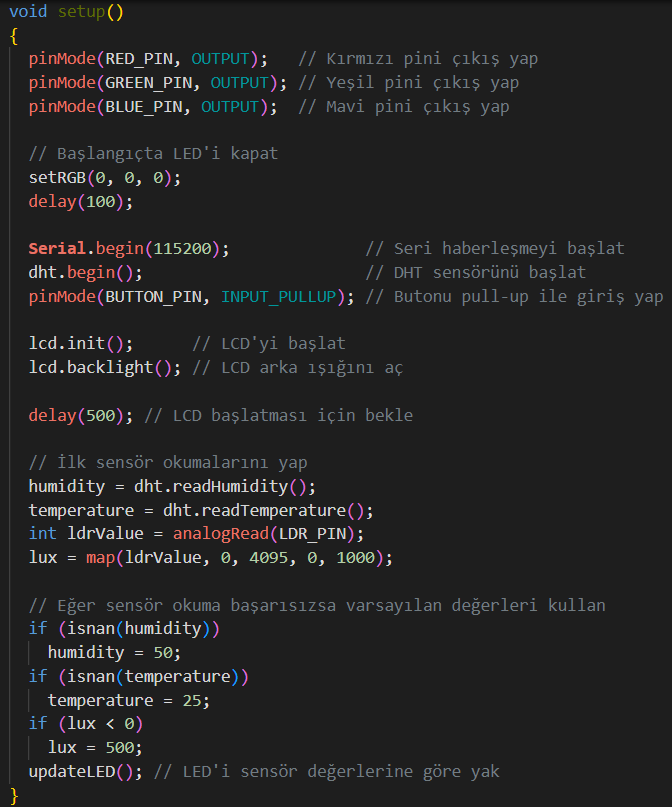 void setup()
{
  pinMode(RED_PIN, OUTPUT);   // Kırmızı pini çıkış yap
  pinMode(GREEN_PIN, OUTPUT); // Yeşil pini çıkış yap
  pinMode(BLUE_PIN, OUTPUT);  // Mavi pini çıkış yap

  // Başlangıçta LED'i kapat
  setRGB(0, 0, 0);
  delay(100);

  Serial.begin(115200);              // Seri haberleşmeyi başlat
  dht.begin();                       // DHT sensörünü başlat
  pinMode(BUTTON_PIN, INPUT_PULLUP); // Butonu pull-up ile giriş yap

  lcd.init();      // LCD'yi başlat
  lcd.backlight(); // LCD arka ışığını aç

  delay(500); // LCD başlatması için bekle

  // İlk sensör okumalarını yap
  humidity = dht.readHumidity();
  temperature = dht.readTemperature();
  int ldrValue = analogRead(LDR_PIN);
  lux = map(ldrValue, 0, 4095, 0, 1000);

  // Eğer sensör okuma başarısızsa varsayılan değerleri kullan
  if (isnan(humidity))
    humidity = 50;
  if (isnan(temperature))
    temperature = 25;
  if (lux < 0)
    lux = 500;
  updateLED(); // LED'i sensör değerlerine göre yak
}